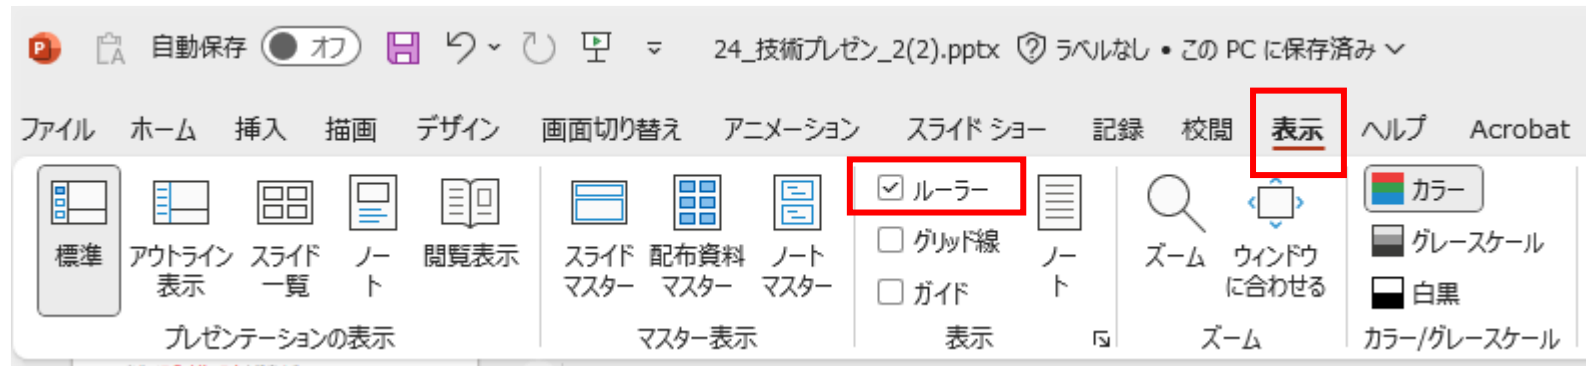 自動保存 オフ 24_技術プレゼン_2(2).pptx ラベルなし • この PC に保存済み
ファイル ホーム 挿入 描画 デザイン 画面切り替え アニメーション スライド ショー 記録 校閲 表示 ヘルプ Acrobat
標準
アウトライン
表示
スライド
一覧
ノー
ト
閲覧表示
プレゼンテーションの表示
スライド
マスター
配布資料
マスター
ノート
マスター
マスター表示
ルーラー
グリッド線
ガイド
ノー
ト
表示
ズーム
ウィンドウ
に合わせる
ズーム
カラー
グレースケール
白黒
カラー/グレースケール